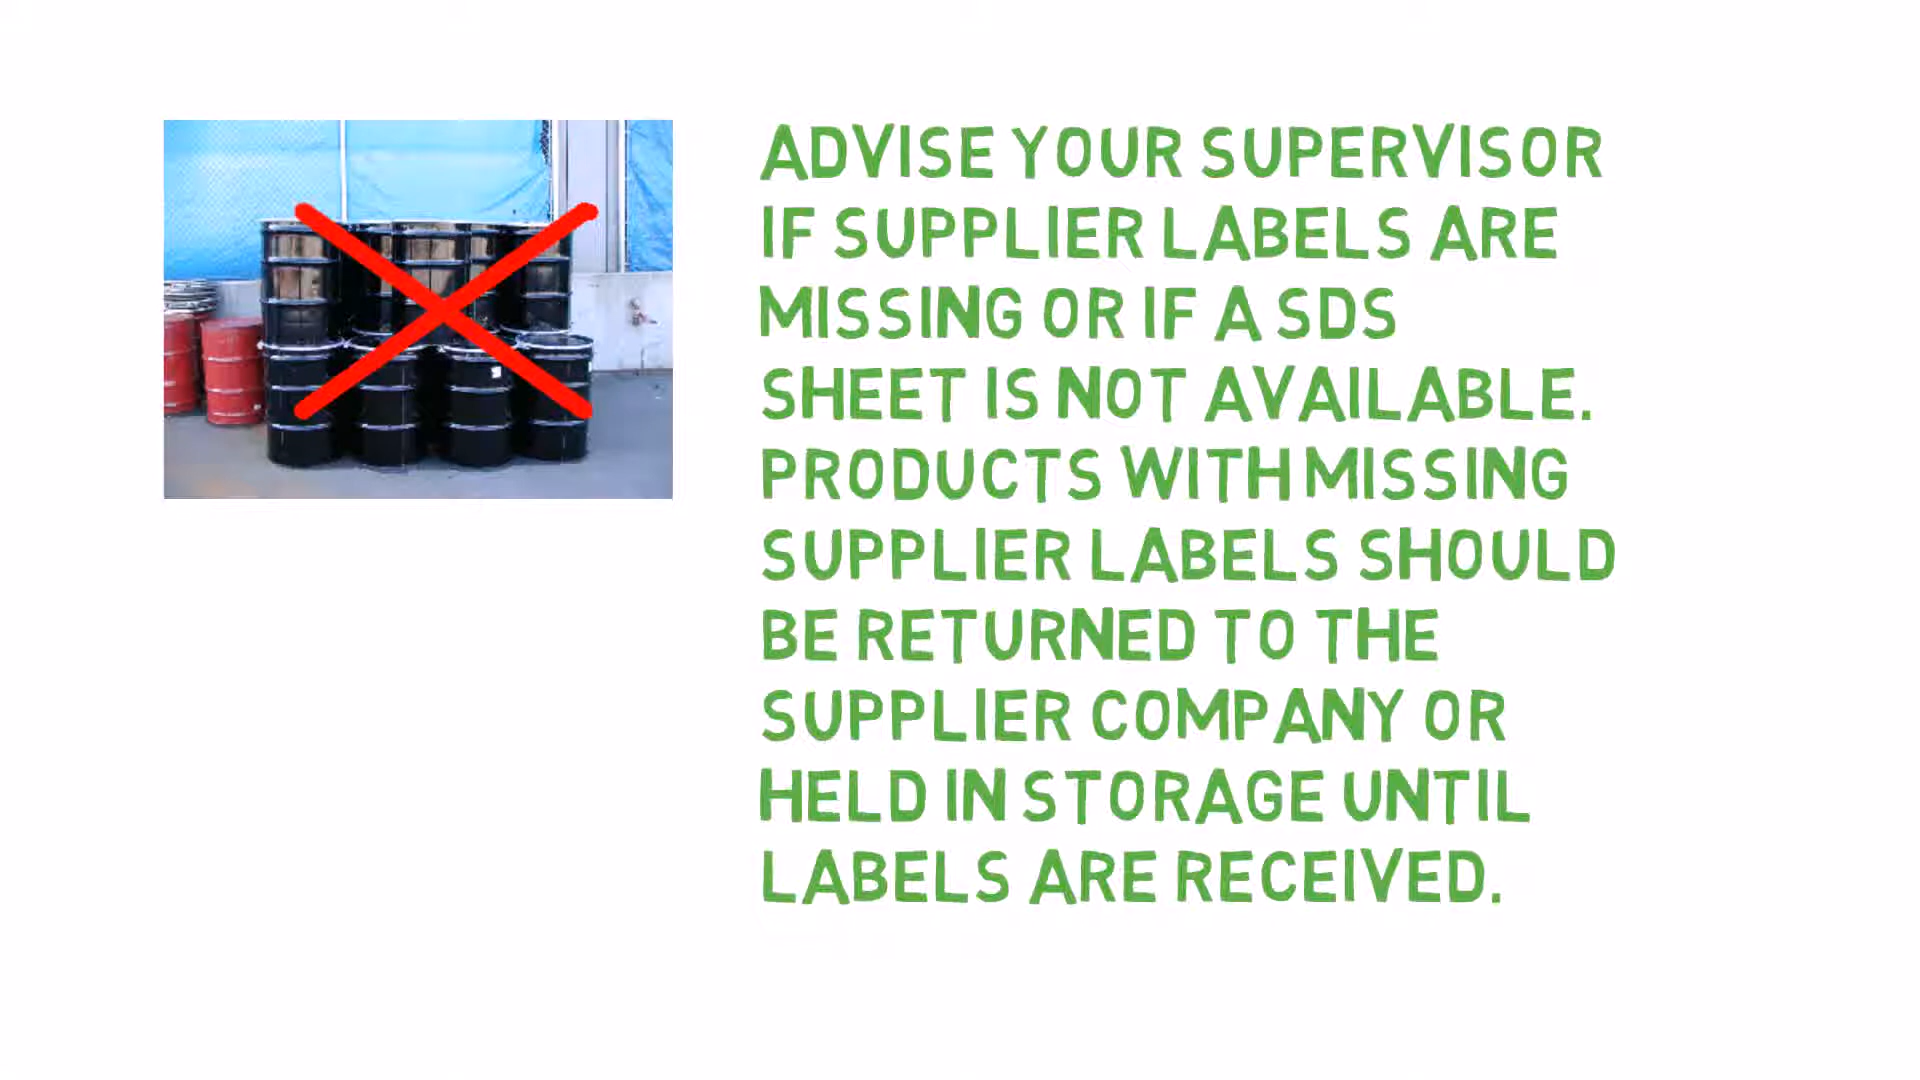 ADVISE YOUR SUPERVISOR
IF SUPPLIER LABELS ARE
MISSING OR IF A SDS
SHEET IS NOT AVAILABLE.
PRODUCTS WITH MISSING
SUPPLIER LABELS SHOULD
BE RETURNED TO THE
SUPPLIER COMPANY OR
HELD IN STORAGE UNTIL
LABELS ARE RECEIVED.